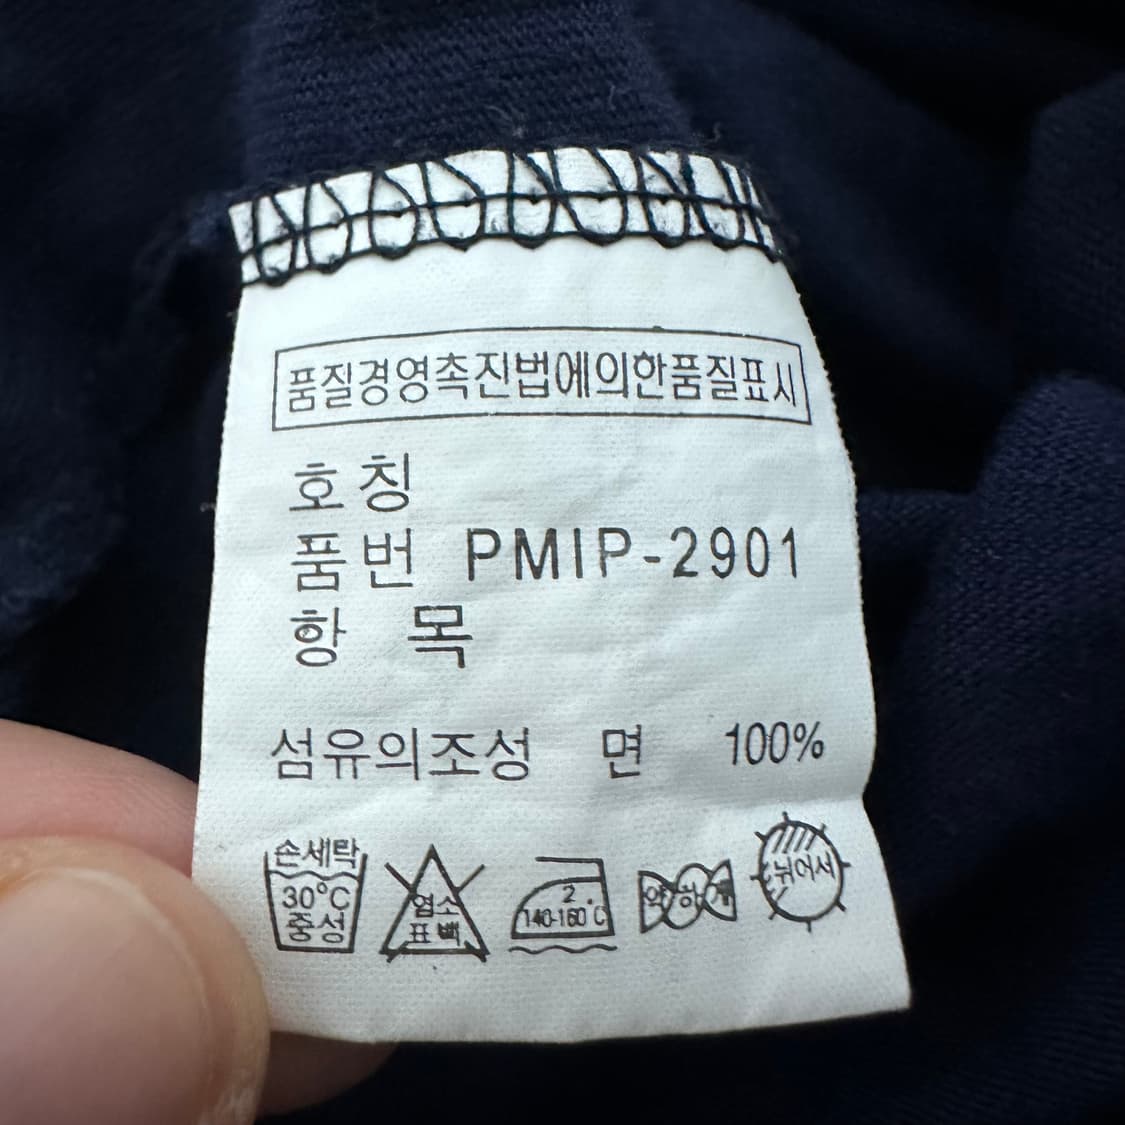 품질경영촉진법에의한품질표시
호칭
품번 PMIP-2901
항 목
섬유의조성 면 100%
손세탁
30°C
중성
염소
표백
2
140-160°C
약하게
뉘어서